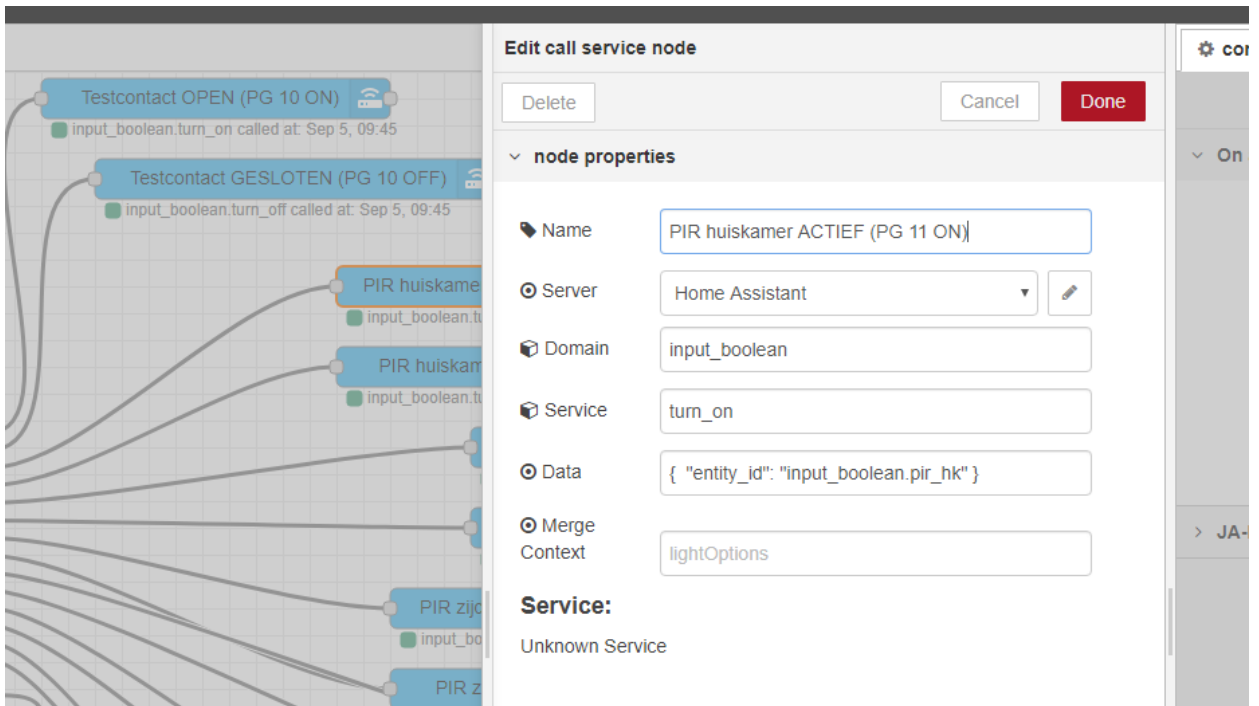 Edit call service node
Delete
Cancel
Done
node properties
Name
PIR huiskamer ACTIEF (PG 11 ON)
Server
Home Assistant
Domain
input_boolean
Service
turn_on
Data
{ "entity_id": "input_boolean.pir_hk" }
Merge
Context
lightOptions
Service:
Unknown Service
Testcontact OPEN (PG 10 ON)
input_boolean.turn_on called at: Sep 5, 09:45
Testcontact GESLOTEN (PG 10 OFF)
input_boolean.turn_off called at: Sep 5, 09:45
PIR huiskame
input_boolean.tu
PIR huiskam
input_boolean.tu
PIR zijd
input_bo
PIR z
con
On
JA-